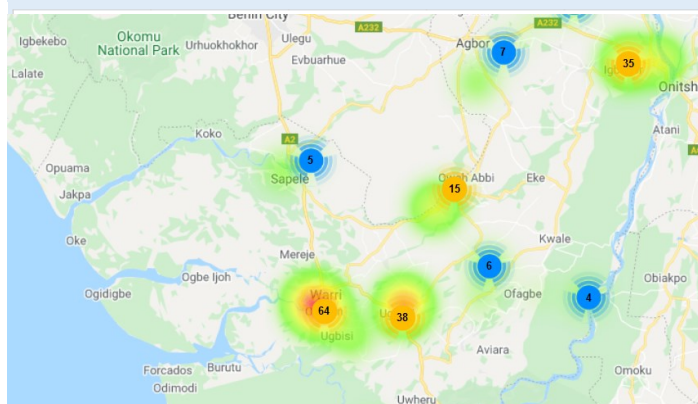 Benin City
A232
A232
Okomu
National Park
Igbekebo
Ulegu
Urhuokhokhor
Agbor
7
35
Evbuarhue
Lalate
Onitsh
Atani
Koko
A2
5
Opuama
Sapele
Owah Abbi
15
Eke
Jakpa
Oke
Kwale
Mereje
Ogbe Ijoh
6
Obiakpo
Ogidigbe
Ofagbe
4
Warri
64
38
Ugbisi
Aviara
Forcados
Burutu
Odimodi
Omoku
Uwheru